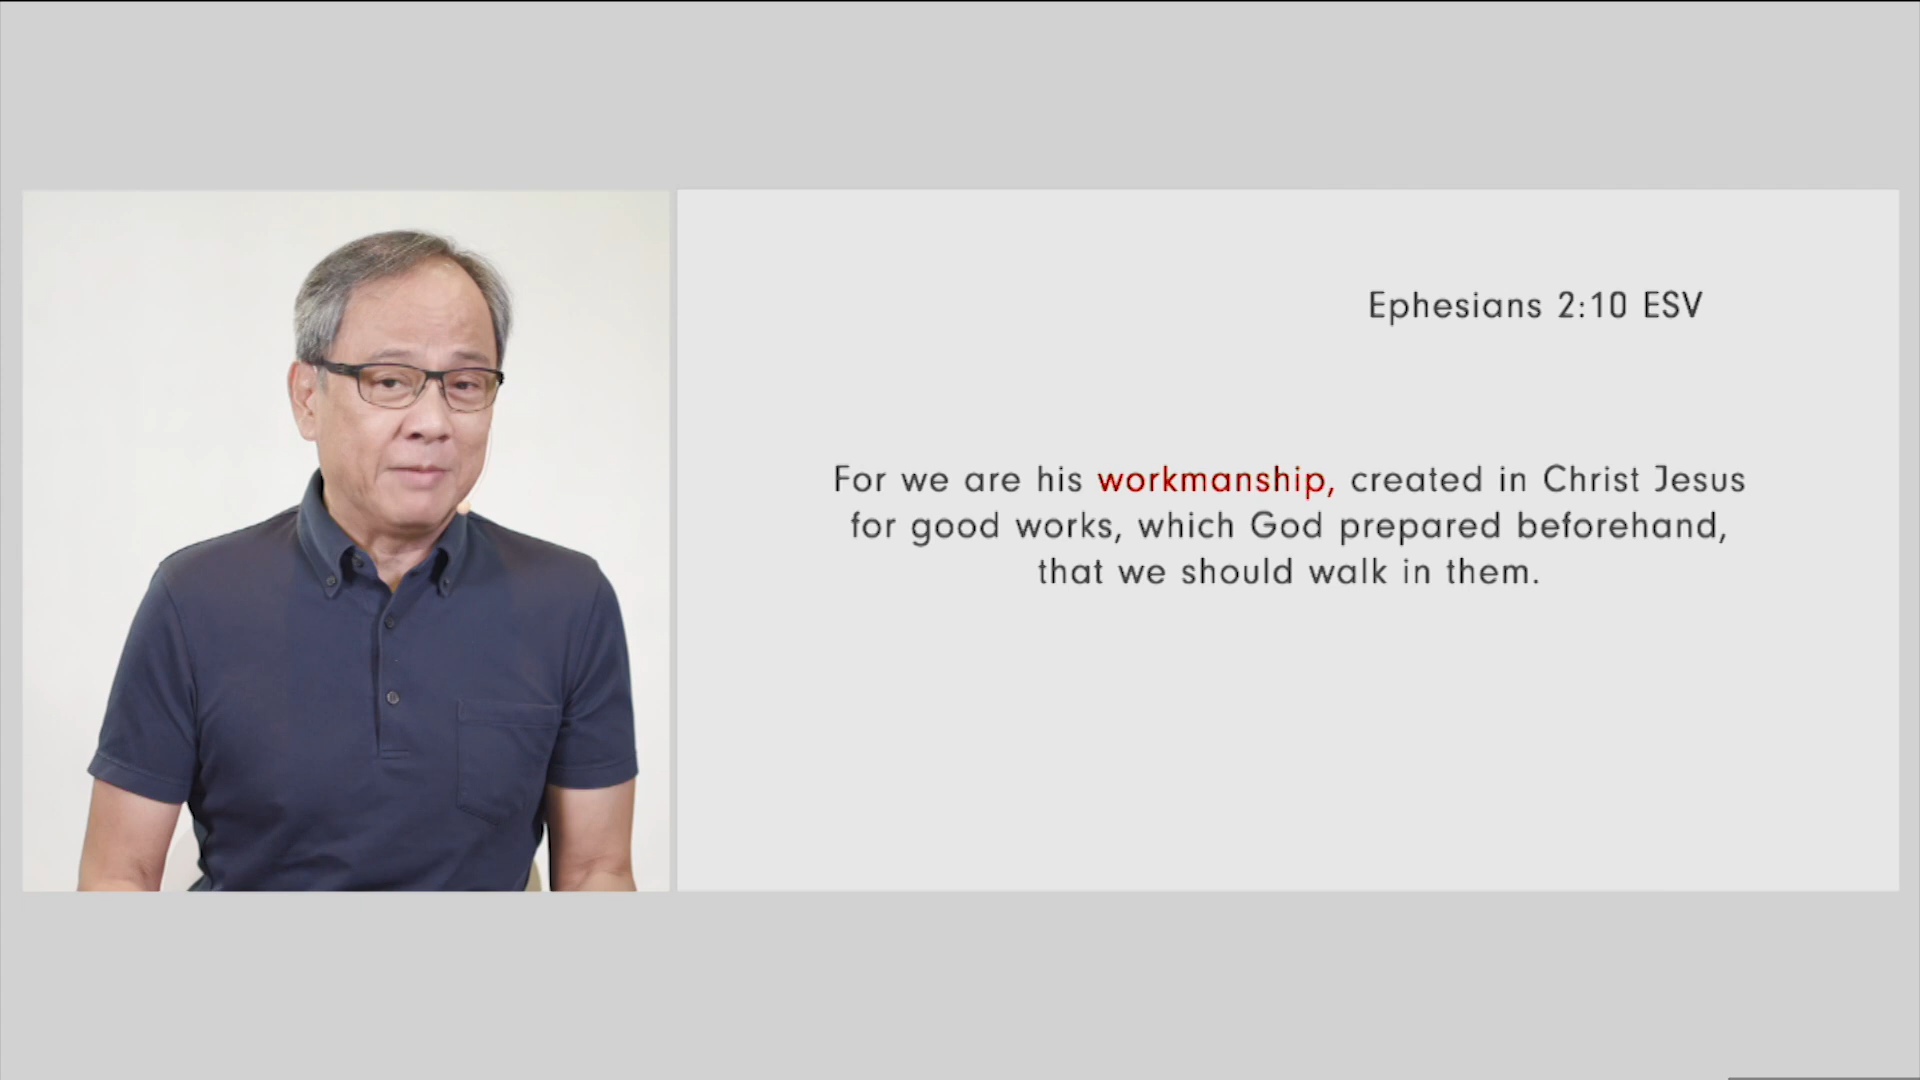 Ephesians 2:10 ESV
For we are his workmanship, created in Christ Jesus
for good works, which God prepared beforehand,
that we should walk in them.